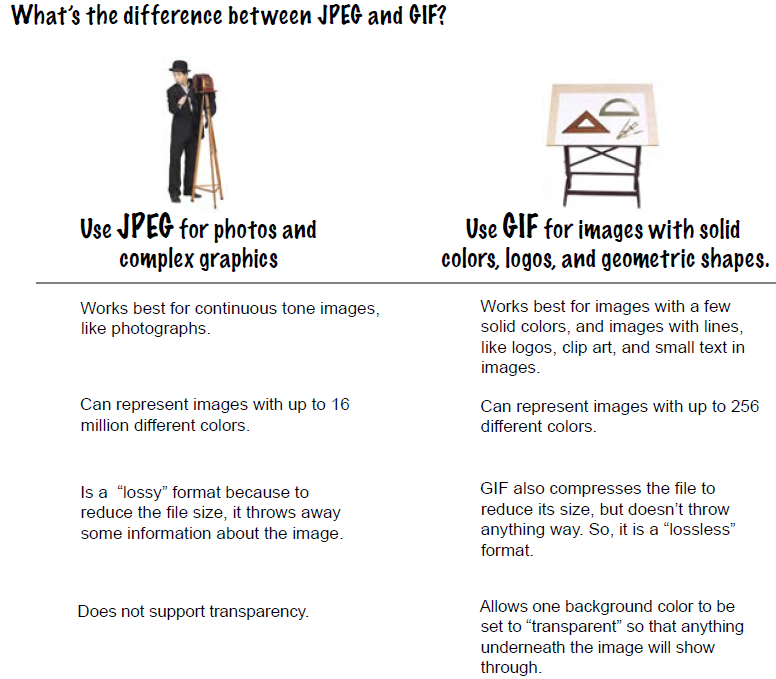 What's the difference between JPEG and GIF?
Use JPEG for photos and
complex graphics
Works best for continuous tone images,
like photographs.
Can represent images with up to 16
million different colors.
Is a “lossy” format because to
reduce the file size, it throws away
some information about the image.
Does not support transparency.
Use GIF for images with solid
colors, logos, and geometric shapes.
Works best for images with a few
solid colors, and images with lines,
like logos, clip art, and small text in
images.
Can represent images with up to 256
different colors.
GIF also compresses the file to
reduce its size, but doesn’t throw
anything way. So, it is a “lossless”
format.
Allows one background color to be
set to “transparent” so that anything
underneath the image will show
through.